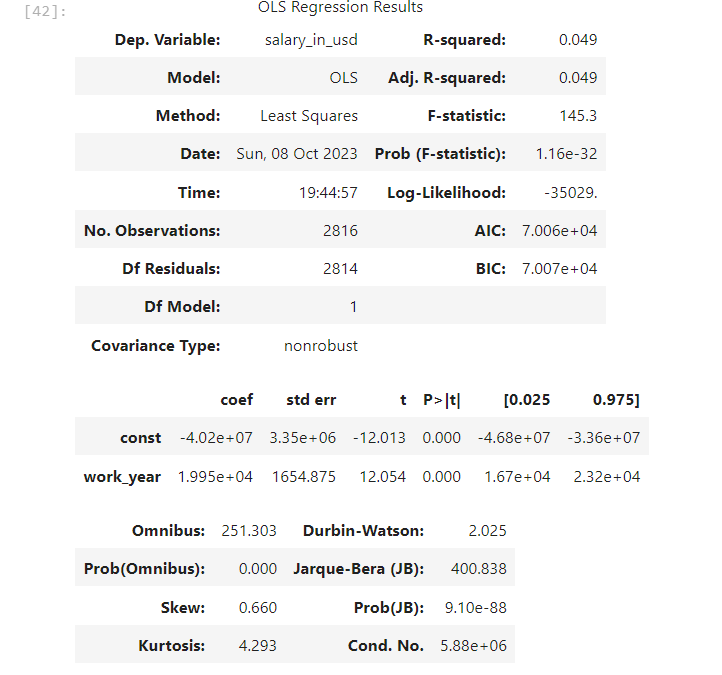 [42]:
OLS Regression Results
Dep. Variable: salary_in_usd R-squared: 0.049
Model: OLS Adj. R-squared: 0.049
Method: Least Squares F-statistic: 145.3
Date: Sun, 08 Oct 2023 Prob (F-statistic): 1.16e-32
Time: 19:44:57 Log-Likelihood: -35029.
No. Observations: 2816 AIC: 7.006e+04
Df Residuals: 2814 BIC: 7.007e+04
Df Model: 1
Covariance Type: nonrobust
coef std err t P>|t| [0.025 0.975]
const -4.02e+07 3.35e+06 -12.013 0.000 -4.68e+07 -3.36e+07
work_year 1.995e+04 1654.875 12.054 0.000 1.67e+04 2.32e+04
Omnibus: 251.303 Durbin-Watson: 2.025
Prob(Omnibus): 0.000 Jarque-Bera (JB): 400.838
Skew: 0.660 Prob(JB): 9.10e-88
Kurtosis: 4.293 Cond. No. 5.88e+06